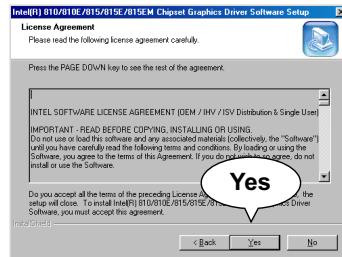 Intel(R) 810/810E/815/815E/815EM Chipset Graphics Driver Software Setup
License Agreement
Please read the following license agreement carefully.
Press the PAGE DOWN key to see the rest of the agreement.
INTEL SOFTWARE LICENSE AGREEMENT (OEM / IHV / ISV Distribution & Single User)
IMPORTANT - READ BEFORE COPYING, INSTALLING OR USING.
Do not use or load this software and any associated materials (collectively, the "Software")
until you have carefully read the following terms and conditions. By loading or using the
Software, you agree to the terms of this Agreement. If you do not wish to so agree, do not
install or use the Software.
Yes
Do you accept all the terms of the preceding License the
setup will close. To install Intel(R) 810/810E/815/815E/ Driver
Software, you must accept this agreement.
InstallShield
< Back
Yes
No